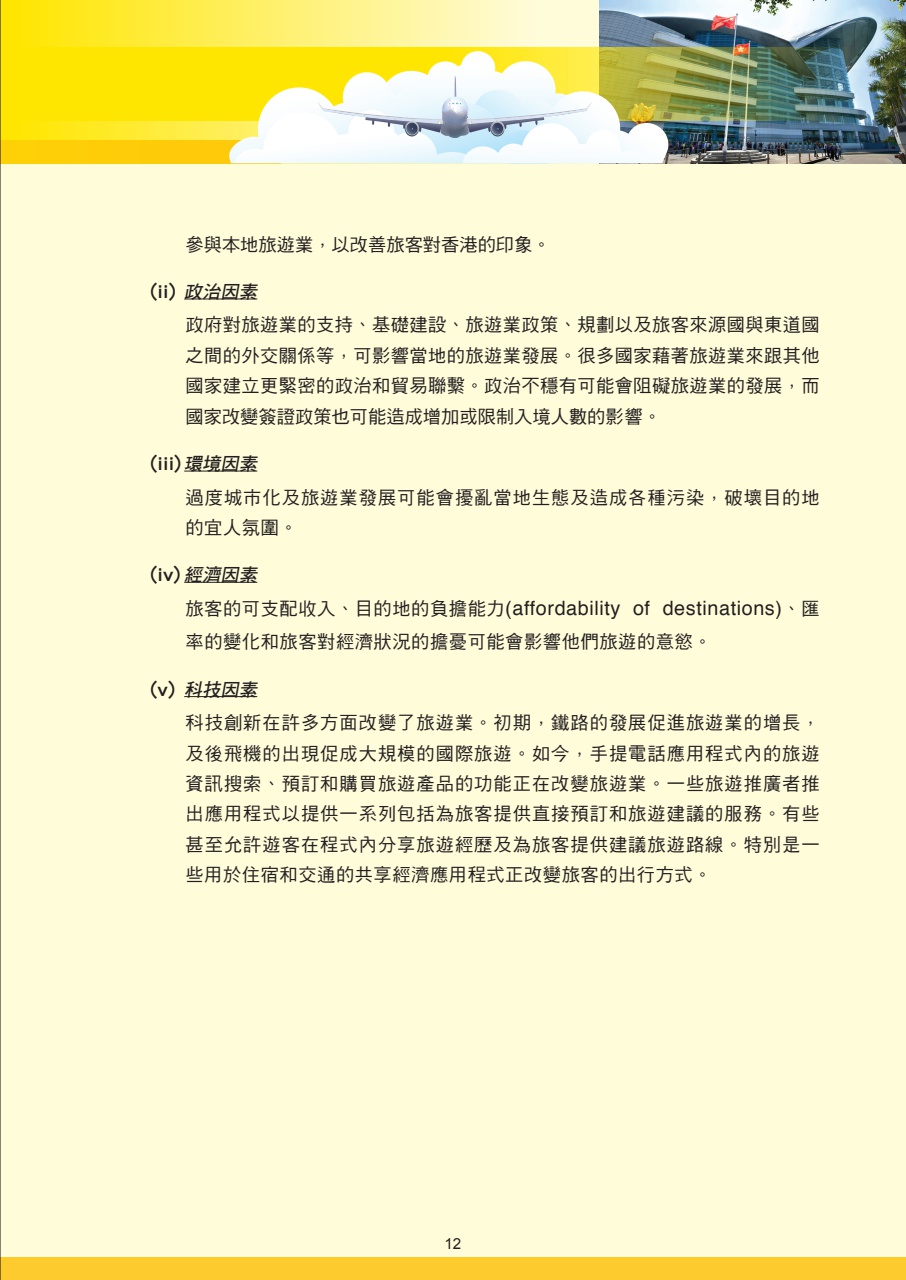 參與本地旅遊業，以改善旅客對香港的印象。
(ii) 政治因素
政府對旅遊業的支持、基礎建設、旅遊業政策、規劃以及旅客來源國與東道國
之間的外交關係等，可影響當地的旅遊業發展。很多國家藉著旅遊業來跟其他
國家建立更緊密的政治和貿易聯繫。政治不穩有可能會阻礙旅遊業的發展，而
國家改變簽證政策也可能造成增加或限制入境人數的影響。
(iii) 環境因素
過度城市化及旅遊業發展可能會擾亂當地生態及造成各種污染，破壞目的地
的宜人氛圍。
(iv) 經濟因素
旅客的可支配收入、目的地的負擔能力(affordability of destinations)、匯
率的變化和旅客對經濟狀況的擔憂可能會影響他們旅遊的意慾。
(v) 科技因素
科技創新在許多方面改變了旅遊業。初期，鐵路的發展促進旅遊業的增長，
及後飛機的出現促成大規模的國際旅遊。如今，手提電話應用程式內的旅遊
資訊搜索、預訂和購買旅遊產品的功能正在改變旅遊業。一些旅遊推廣者推
出應用程式以提供一系列包括為旅客提供直接預訂和旅遊建議的服務。有些
甚至允許遊客在程式內分享旅遊經歷及為旅客提供建議旅遊路線。特別是一
些用於住宿和交通的共享經濟應用程式正改變旅客的出行方式。
12